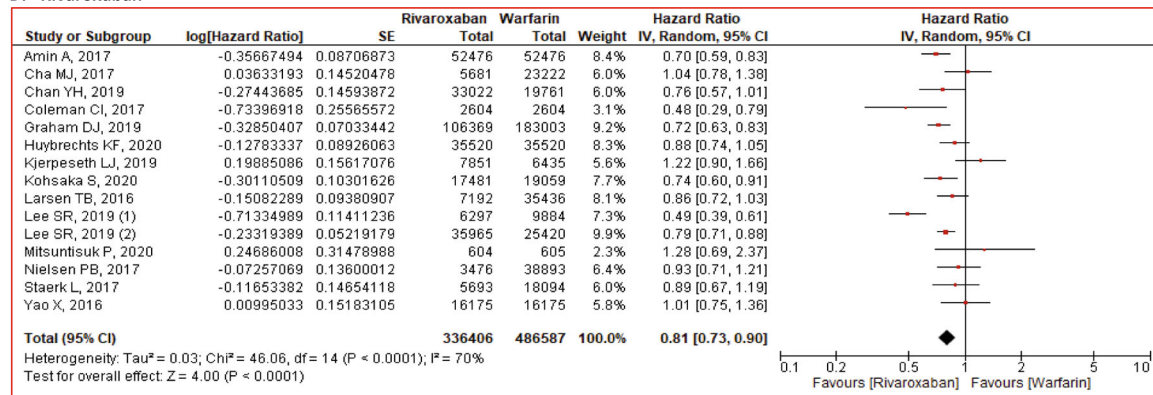 Rivaroxaban Warfarin Hazard Ratio Hazard Ratio
Study or Subgroup log[Hazard Ratio] SE Total Total Weight IV, Random, 95% CI IV, Random, 95% CI
Amin A, 2017 -0.35667494 0.08706873 52476 52476 8.4% 0.70 [0.59, 0.83]
Cha MJ, 2017 0.03633193 0.14520478 5681 23222 6.0% 1.04 [0.78, 1.38]
Chan YH, 2019 -0.27443685 0.14593872 33022 19761 6.0% 0.76 [0.57, 1.01]
Coleman CI, 2017 -0.73396918 0.25565572 2604 2604 3.1% 0.48 [0.29, 0.79]
Graham DJ, 2019 -0.32850407 0.07033442 106369 183003 9.2% 0.72 [0.63, 0.83]
Huybrechts KF, 2020 -0.12783337 0.08926063 35520 35520 8.3% 0.88 [0.74, 1.05]
Kjerpeseth LJ, 2019 0.19885086 0.15617076 7851 6435 5.6% 1.22 [0.90, 1.66]
Kohsaka S, 2020 -0.30110509 0.10301626 17481 19059 7.7% 0.74 [0.60, 0.91]
Larsen TB, 2016 -0.15082289 0.09380907 7192 35436 8.1% 0.86 [0.72, 1.03]
Lee SR, 2019 (1) -0.71334989 0.11411236 6297 9884 7.3% 0.49 [0.39, 0.61]
Lee SR, 2019 (2) -0.23319389 0.05219179 35965 25420 9.9% 0.79 [0.71, 0.88]
Mitsuntisuk P, 2020 0.24686008 0.31478988 604 605 2.3% 1.28 [0.69, 2.37]
Nielsen PB, 2017 -0.07257069 0.13600012 3476 38893 6.4% 0.93 [0.71, 1.21]
Staerk L, 2017 -0.11653382 0.14654118 5693 18094 5.9% 0.89 [0.67, 1.19]
Yao X, 2016 0.00995033 0.15183105 16175 16175 5.8% 1.01 [0.75, 1.36]
Total (95% CI) 336406 486587 100.0% 0.81 [0.73, 0.90]
Heterogeneity: Tau² = 0.03; Chi² = 46.06, df = 14 (P < 0.0001); I² = 70%
Test for overall effect: Z = 4.00 (P < 0.0001)
0.1 0.2 0.5 1 2 5 10
Favours [Rivaroxaban] Favours [Warfarin]